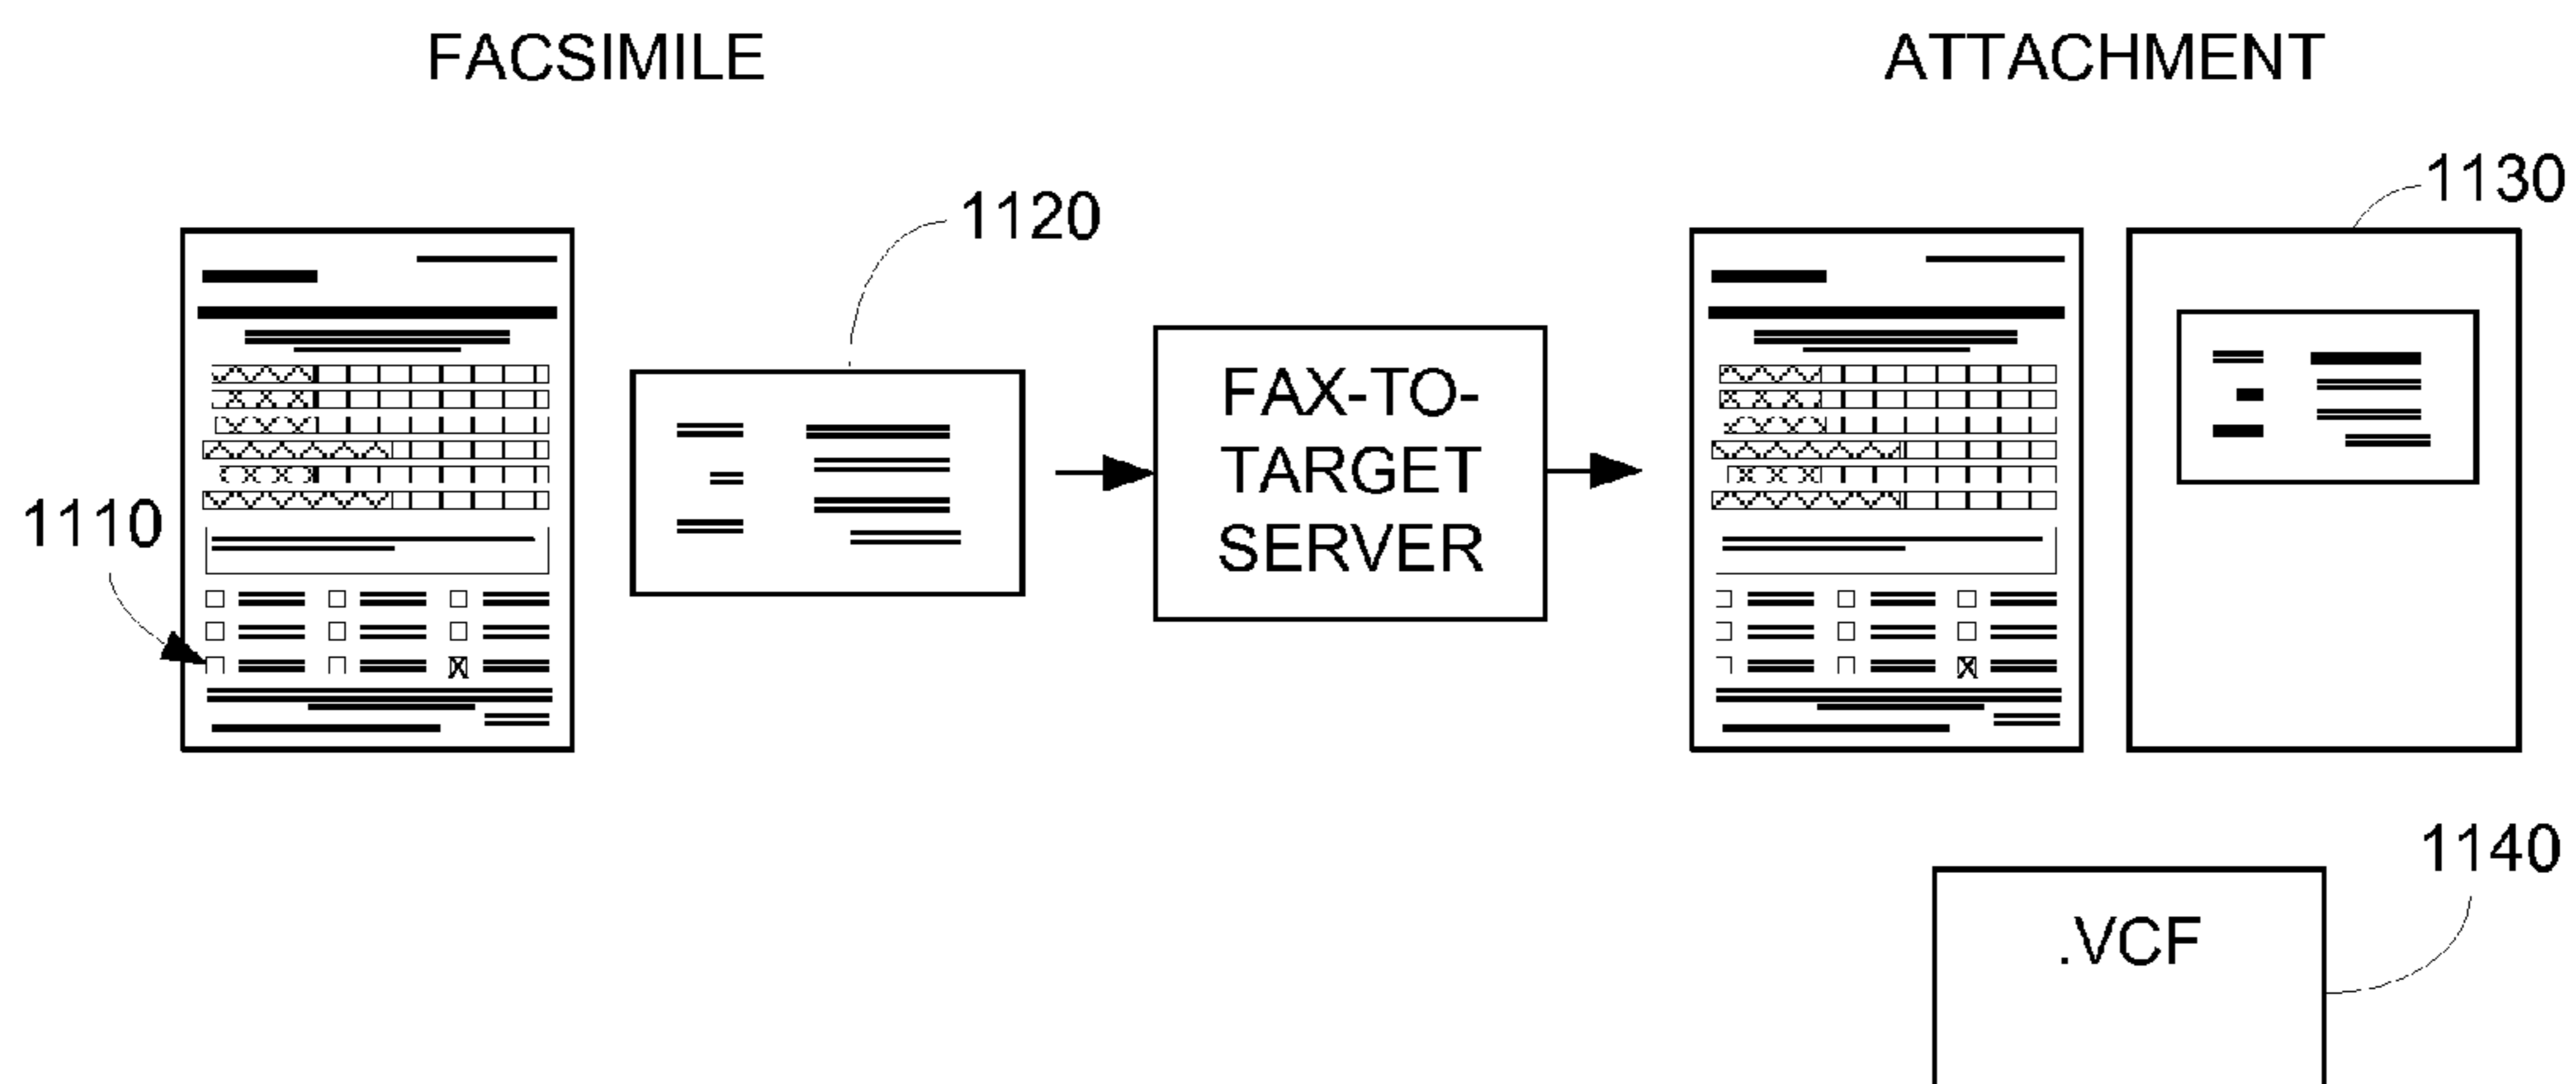 FACSIMILE
ATTACHMENT
1130
1120
FAX-TO-
TARGET
SERVER
1110
1140
.VCF